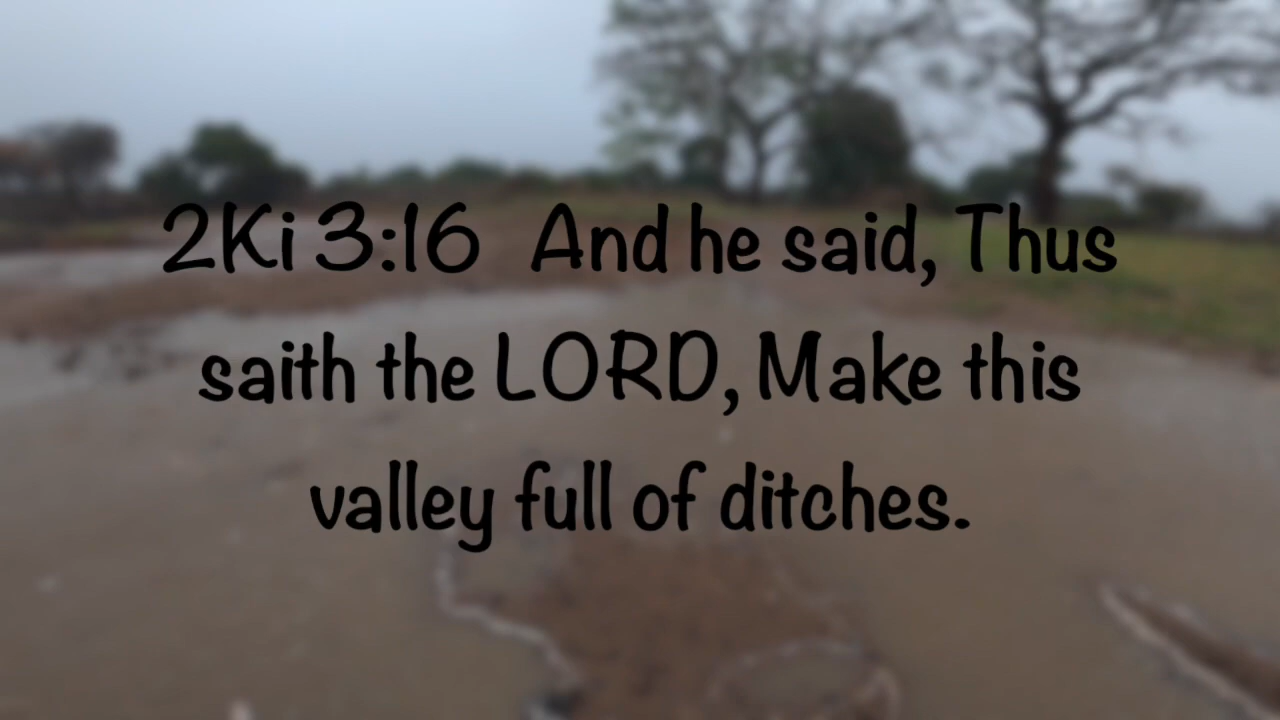 2Ki 3:16 And he said, Thus
saith the LORD, Make this
valley full of ditches.